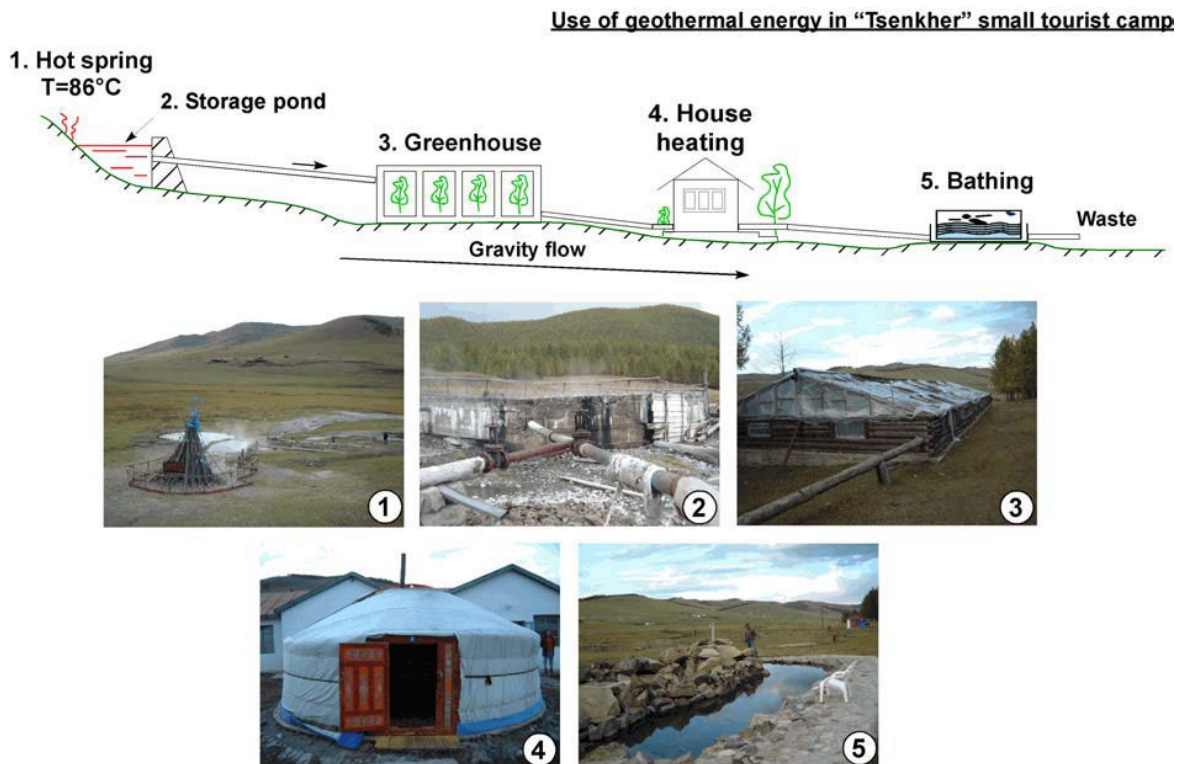 Use of geothermal energy in “Tsenkher” small tourist camp
1. Hot spring
T=86°C
2. Storage pond
3. Greenhouse
4. House
heating
5. Bathing
Waste
Gravity flow
1
2
3
4
5